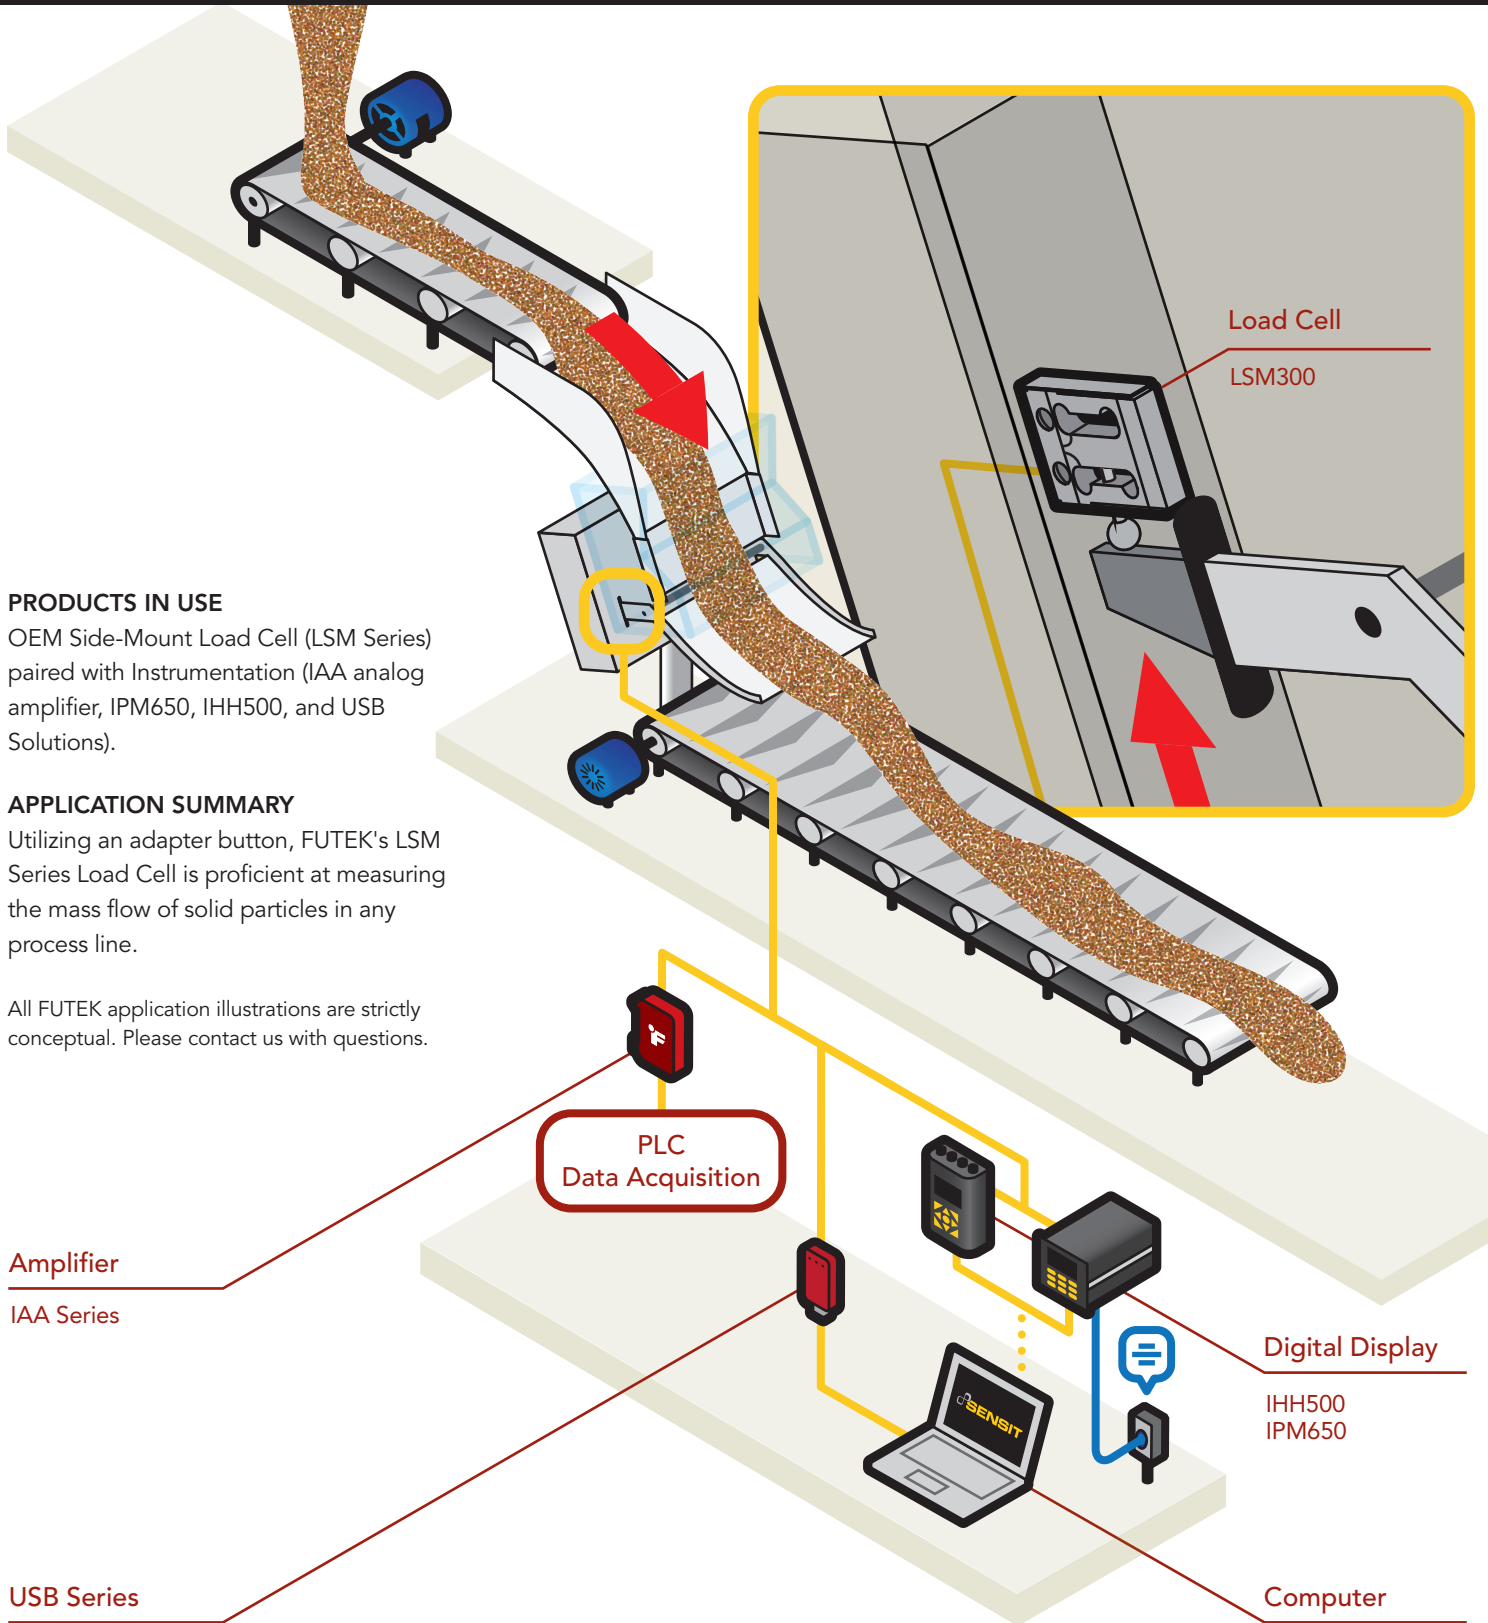 Load Cell
LSM300
PRODUCTS IN USE
OEM Side-Mount Load Cell (LSM Series)
paired with Instrumentation (IAA analog
amplifier, IPM650, IHH500, and USB
Solutions).
APPLICATION SUMMARY
Utilizing an adapter button, FUTEK's LSM
Series Load Cell is proficient at measuring
the mass flow of solid particles in any
process line.
All FUTEK application illustrations are strictly
conceptual. Please contact us with questions.
PLC
Data Acquisition
Amplifier
IAA Series
Digital Display
IHH500
IPM650
SENSIT
USB Series
Computer